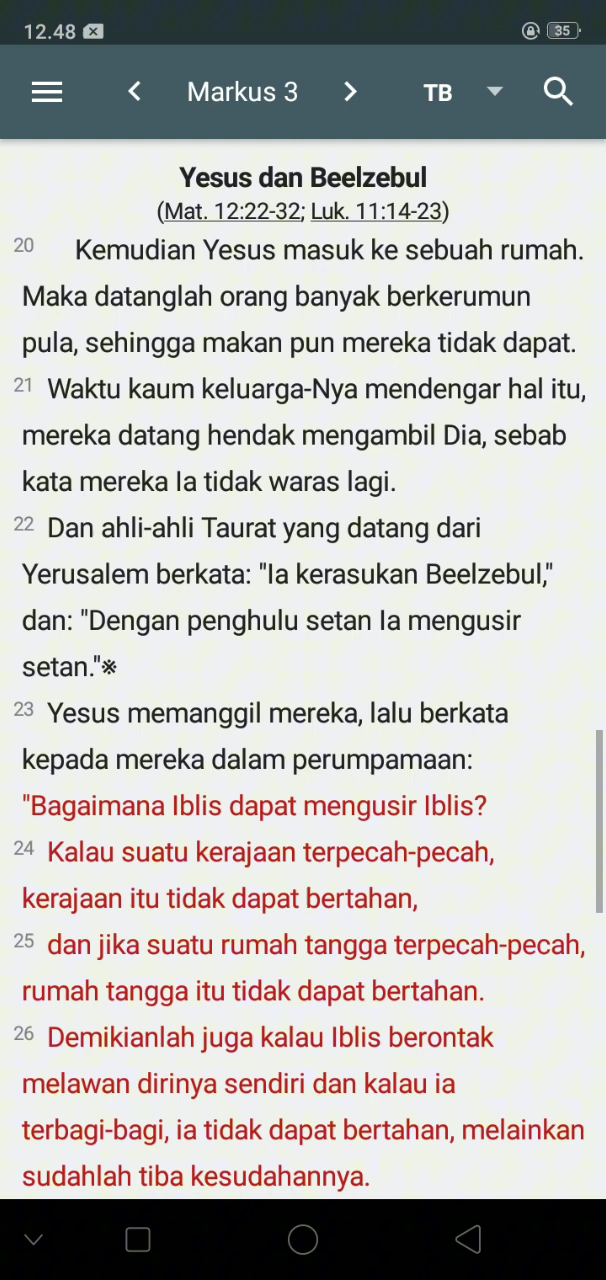 12.48 35
Markus 3 TB
Yesus dan Beelzebul
(Mat. 12:22-32; Luk. 11:14-23)
20 Kemudian Yesus masuk ke sebuah rumah.
Maka datanglah orang banyak berkerumun
pula, sehingga makan pun mereka tidak dapat.
21 Waktu kaum keluarga-Nya mendengar hal itu,
mereka datang hendak mengambil Dia, sebab
kata mereka Ia tidak waras lagi.
22 Dan ahli-ahli Taurat yang datang dari
Yerusalem berkata: "Ia kerasukan Beelzebul,"
dan: "Dengan penghulu setan Ia mengusir
setan."※
23 Yesus memanggil mereka, lalu berkata
kepada mereka dalam perumpamaan:
"Bagaimana Iblis dapat mengusir Iblis?
24 Kalau suatu kerajaan terpecah-pecah,
kerajaan itu tidak dapat bertahan,
25 dan jika suatu rumah tangga terpecah-pecah,
rumah tangga itu tidak dapat bertahan.
26 Demikianlah juga kalau Iblis berontak
melawan dirinya sendiri dan kalau ia
terbagi-bagi, ia tidak dapat bertahan, melainkan
sudahlah tiba kesudahannya.